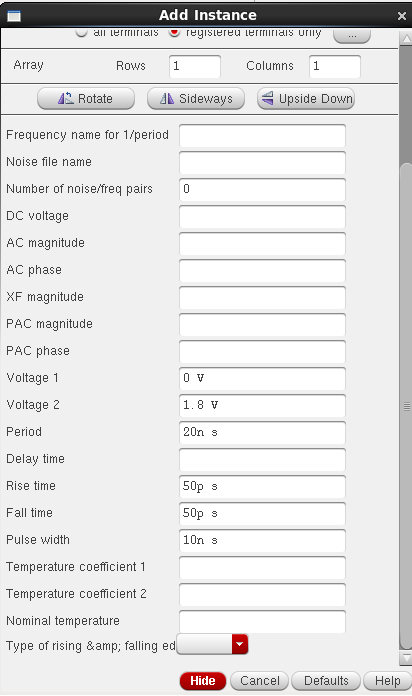 Add Instance
all terminals registered terminals only ...
Array Rows 1 Columns 1
Rotate Sideways Upside Down
Frequency name for 1/period
Noise file name
Number of noise/freq pairs 0
DC voltage
AC magnitude
AC phase
XF magnitude
PAC magnitude
PAC phase
Voltage 1 0 V
Voltage 2 1.8 V
Period 20n s
Delay time
Rise time 50p s
Fall time 50p s
Pulse width 10n s
Temperature coefficient 1
Temperature coefficient 2
Nominal temperature
Type of rising &amp; falling ed
Hide Cancel Defaults Help